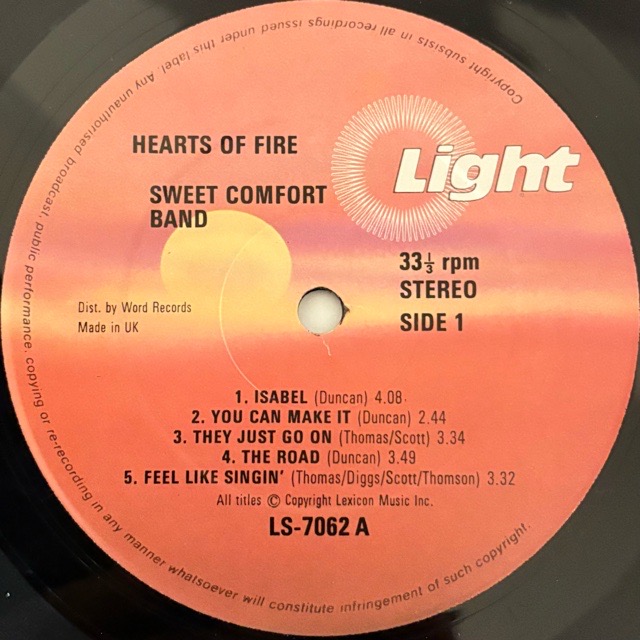 Copyright subsists in all recordings issued under this label. Any unauthorised broadcast, public performance, copying or re-recording in any manner whatsoever will constitute infringement of such copyright.
HEARTS OF FIRE
Light
SWEET COMFORT
BAND
33⅓ rpm
STEREO
SIDE 1
Dist. by Word Records
Made in UK
1. ISABEL (Duncan) 4.08
2. YOU CAN MAKE IT (Duncan) 2.44
3. THEY JUST GO ON (Thomas/Scott) 3.34
4. THE ROAD (Duncan) 3.49
5. FEEL LIKE SINGIN' (Thomas/Diggs/Scott/Thomson) 3.32
All titles © Copyright Lexicon Music Inc.
LS-7062 A